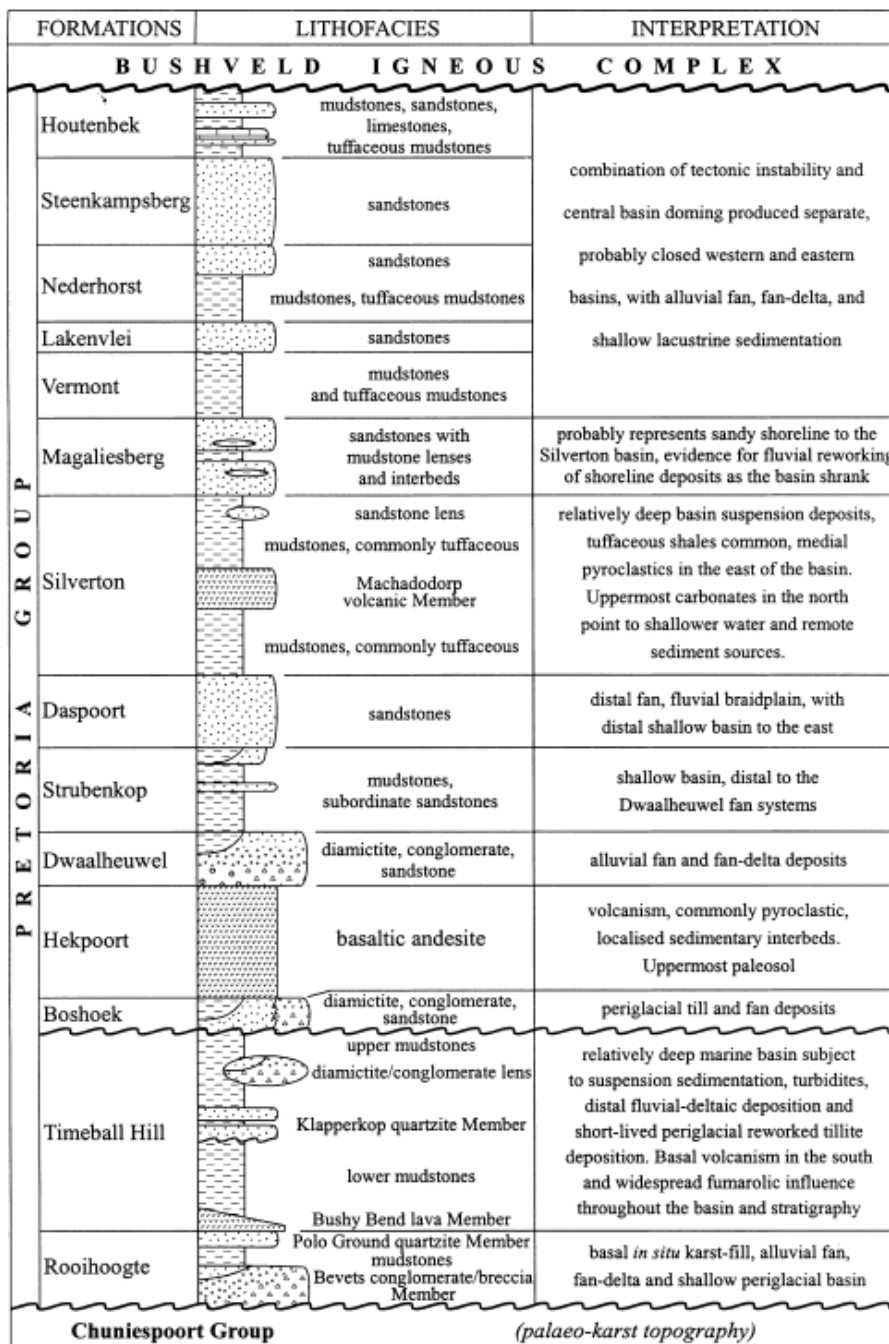 FORMATIONS LITHOFACIES INTERPRETATION
BUSHVELD IGNEOUS COMPLEX
PRETORIA GROUP
Houtenbek
mudstones, sandstones,
limestones,
tuffaceous mudstones
Steenkampsberg
sandstones
Nederhorst
sandstones
mudstones, tuffaceous mudstones
Lakenvlei
sandstones
Vermont
mudstones
and tuffaceous mudstones
combination of tectonic instability and
central basin doming produced separate,
probably closed western and eastern
basins, with alluvial fan, fan-delta, and
shallow lacustrine sedimentation
Magaliesberg
sandstones with
mudstone lenses
and interbeds
probably represents sandy shoreline to the
Silverton basin, evidence for fluvial reworking
of shoreline deposits as the basin shrank
Silverton
sandstone lens
mudstones, commonly tuffaceous
Machadodorp
volcanic Member
mudstones, commonly tuffaceous
relatively deep basin suspension deposits,
tuffaceous shales common, medial
pyroclastics in the east of the basin.
Uppermost carbonates in the north
point to shallower water and remote
sediment sources.
Daspoort
sandstones
distal fan, fluvial braidplain, with
distal shallow basin to the east
Strubenkop
mudstones,
subordinate sandstones
shallow basin, distal to the
Dwaalheuwel fan systems
Dwaalheuwel
diamictite, conglomerate,
sandstone
alluvial fan and fan-delta deposits
Hekpoort
basaltic andesite
volcanism, commonly pyroclastic,
localised sedimentary interbeds.
Uppermost paleosol
Boshoek
diamictite, conglomerate,
sandstone
periglacial till and fan deposits
Timeball Hill
upper mudstones
diamictite/conglomerate lens
Klapperkop quartzite Member
lower mudstones
Bushy Bend lava Member
relatively deep marine basin subject
to suspension sedimentation, turbidites,
distal fluvial-deltaic deposition and
short-lived periglacial reworked tillite
deposition. Basal volcanism in the south
and widespread fumarolic influence
throughout the basin and stratigraphy
Rooihoogte
Polo Ground quartzite Member
mudstones
Bevets conglomerate/breccia
Member
basal in situ karst-fill, alluvial fan,
fan-delta and shallow periglacial basin
Chuniespoort Group (palaeo-karst topography)